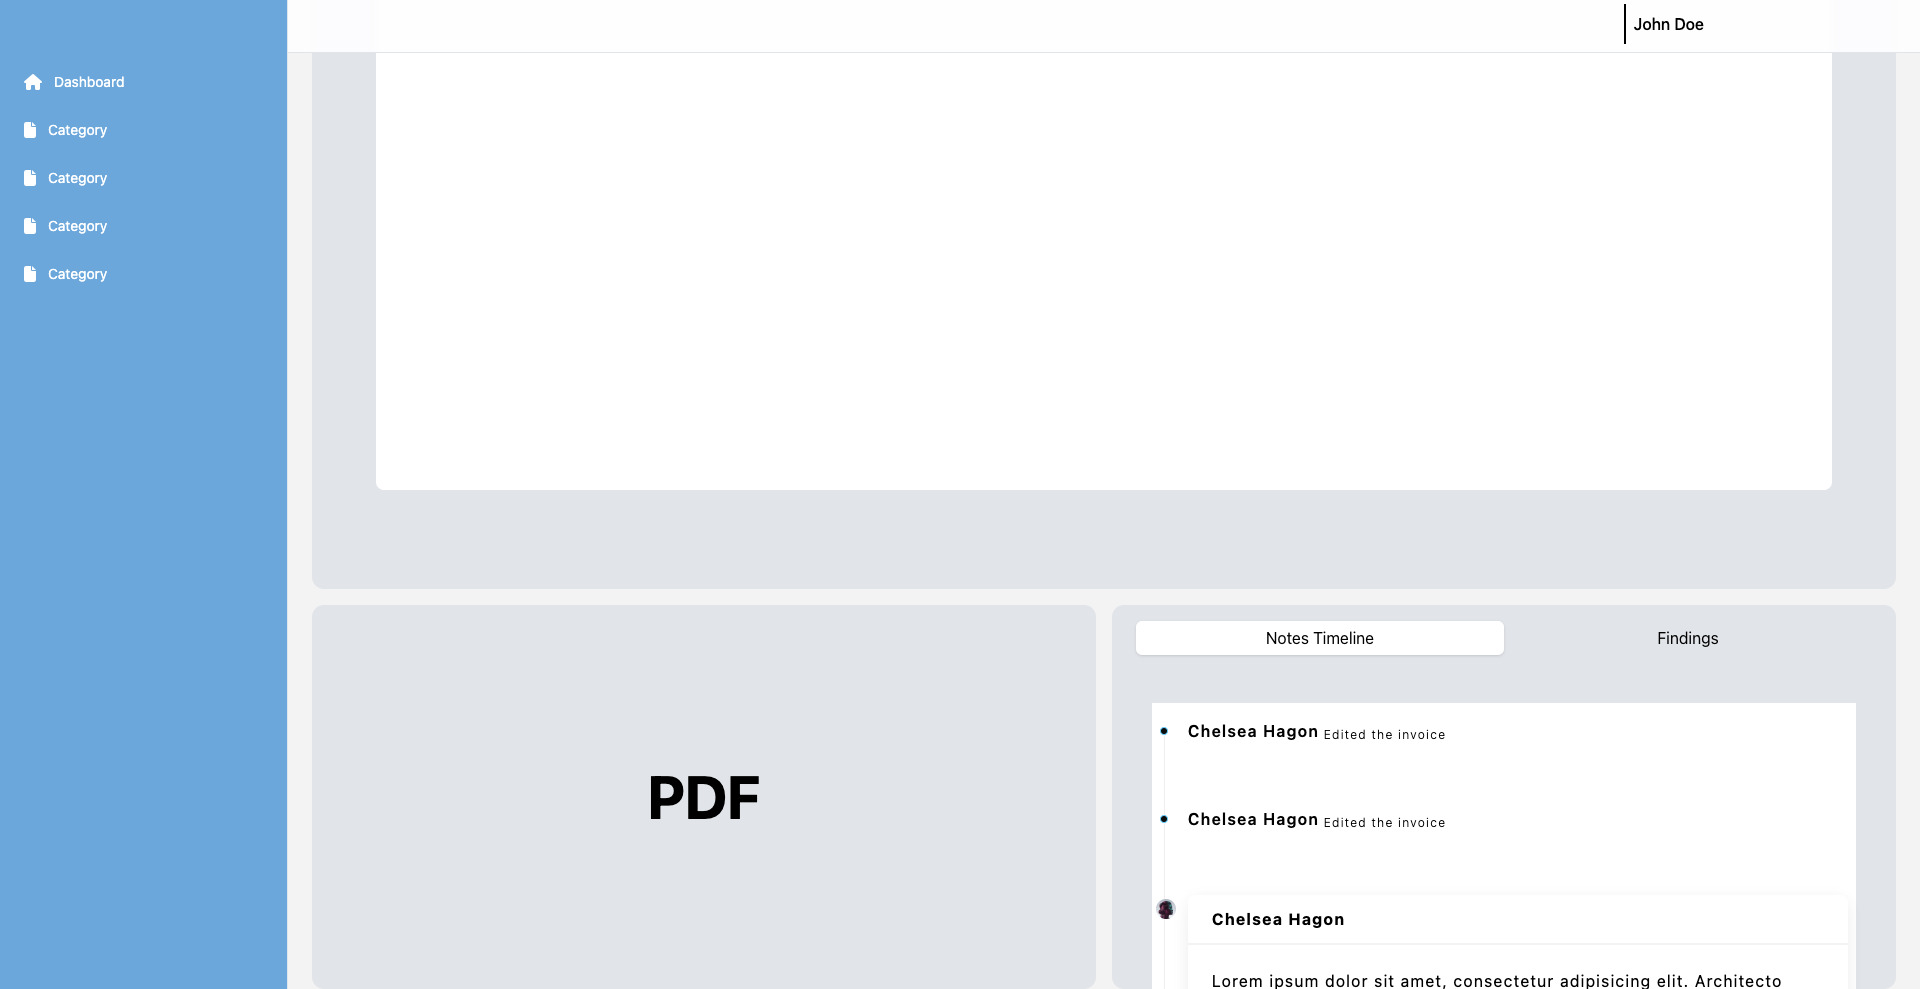 John Doe
Dashboard
Category
Category
Category
Category
PDF
Notes Timeline
Findings
Chelsea Hagon Edited the invoice
Chelsea Hagon Edited the invoice
Chelsea Hagon
Lorem ipsum dolor sit amet, consectetur adipisicing elit. Architecto